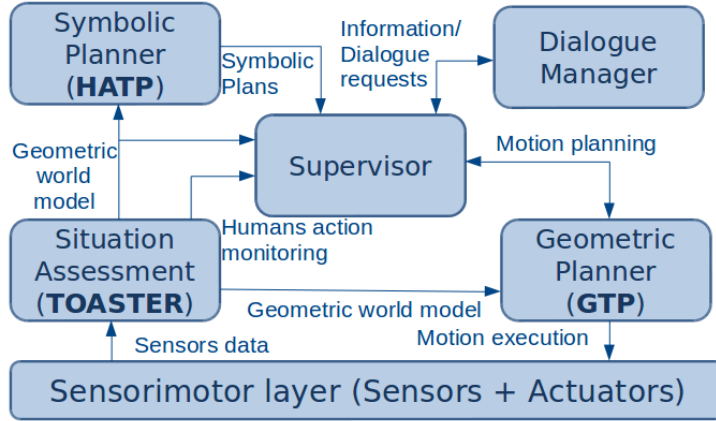 Symbolic
Planner
(HATP)
Symbolic
Plans
Information/
Dialogue
requests
Dialogue
Manager
Geometric
world
model
Supervisor
Motion planning
Humans action
monitoring
Situation
Assessment
(TOASTER)
Geometric world model
Geometric
Planner
(GTP)
Sensors data
Motion execution
Sensorimotor layer (Sensors + Actuators)